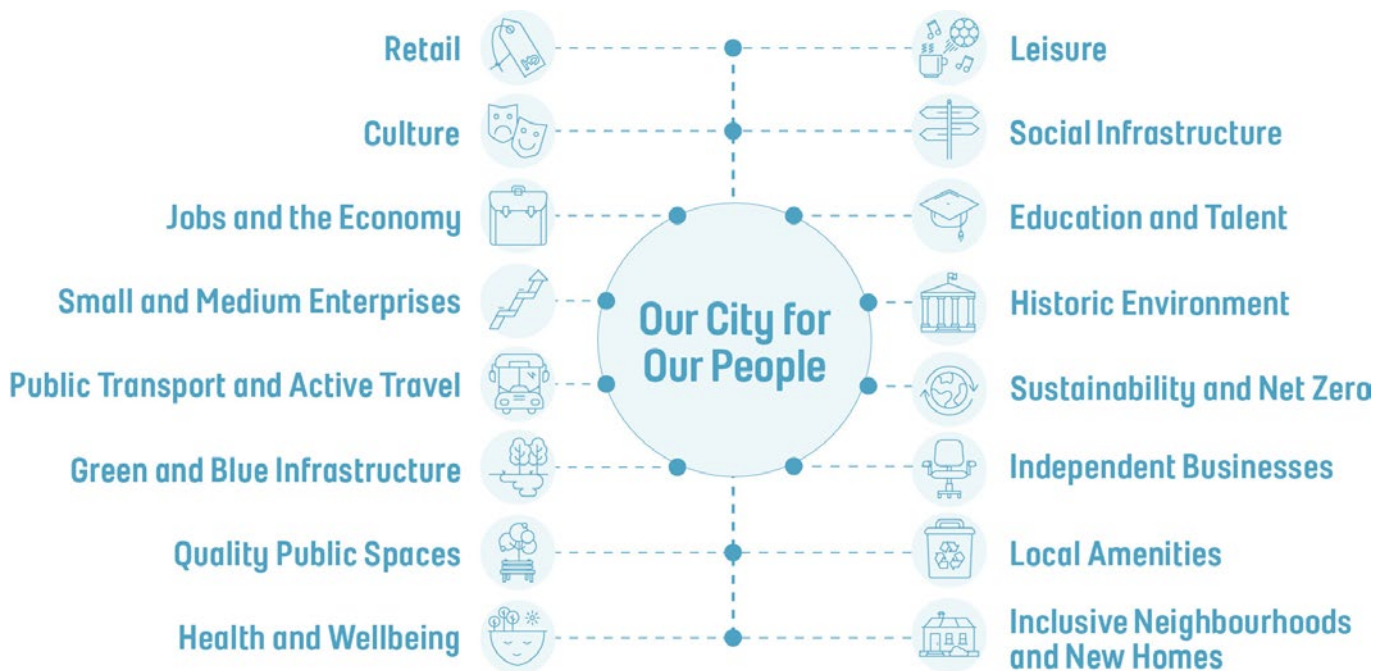 Retail
Leisure
Culture
Social Infrastructure
Jobs and the Economy
Education and Talent
Small and Medium Enterprises
Historic Environment
Our City for
Our People
Public Transport and Active Travel
Sustainability and Net Zero
Green and Blue Infrastructure
Independent Businesses
Quality Public Spaces
Local Amenities
Health and Wellbeing
Inclusive Neighbourhoods
and New Homes